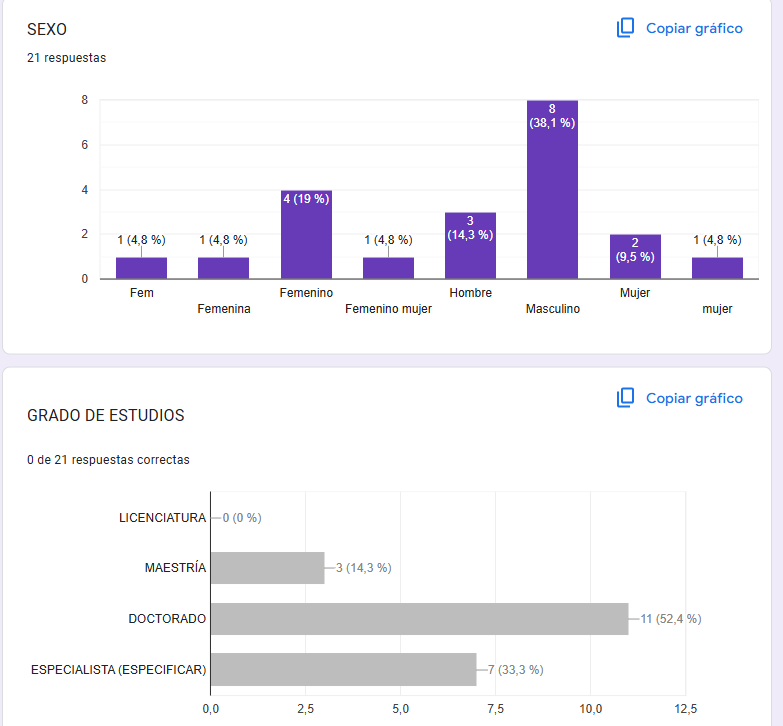 SEXO
Copiar gráfico
21 respuestas
8
6
4
2
0
1 (4,8 %)
1 (4,8 %)
4 (19 %)
1 (4,8 %)
3
(14,3 %)
8
(38,1 %)
2
(9,5 %)
1 (4,8 %)
Fem
Femenina
Femenino
Femenino mujer
Hombre
Masculino
Mujer
mujer
Copiar gráfico
GRADO DE ESTUDIOS
0 de 21 respuestas correctas
LICENCIATURA
0 (0 %)
MAESTRÍA
3 (14,3 %)
DOCTORADO
11 (52,4 %)
ESPECIALISTA (ESPECIFICAR)
7 (33,3 %)
0,0
2,5
5,0
7,5
10,0
12,5